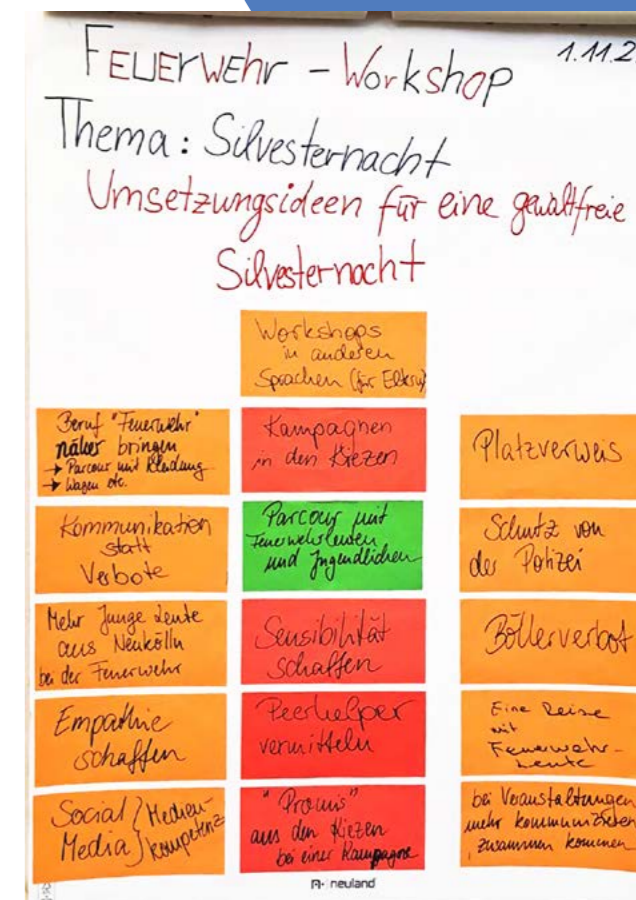 FEUERWEHr - Workshop
1.11.2
Thema: Silvesternacht
Umsetzungsideen für eine gewaltfreie
Silvesternacht
Workshops
in anderen
Sprachen (für Eltern)
Beruf "Feuerwehr"
näher bringen
→ Parcour mit Kleidung
→ Wagen etc.
Kommunikation
statt
Verbote
Mehr Junge Leute
aus Neukölln
bei der Feuerwehr
Empathie
schaffen
Social Media } Medien-
kompetenz
Kampagnen
in den Kiezen
Parcour mit
Feuerwehrleuten
und Jugendlichen
Sensibilität
schaffen
Peerhelper
vermitteln
"Promis"
aus den Kiezen
bei einer Kampagne
Platzverweis
Schutz von
der Polizei
Böllerverbot
Eine Reise
mit
Feuerwehr-
Leute
bei Veranstaltungen
mehr kommunizieren
, zusammen kommen
neuland